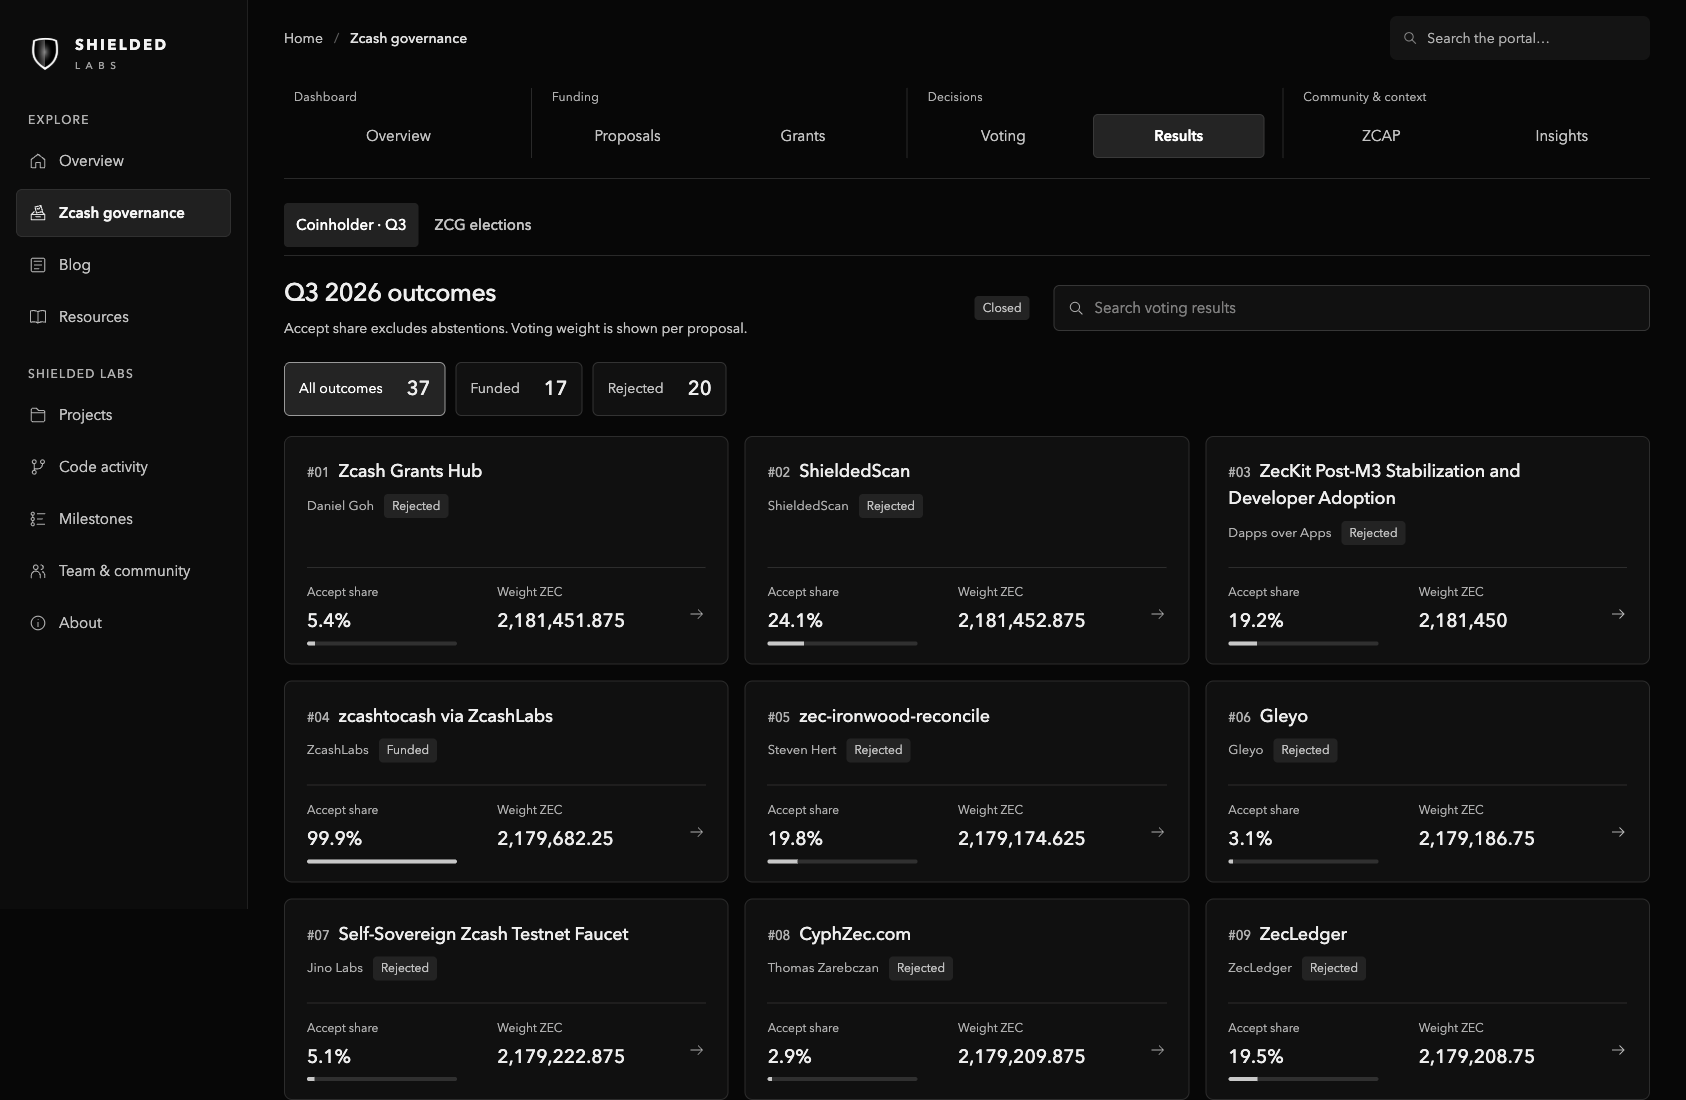 SHIELDED
LABS
EXPLORE
Overview
Zcash governance
Blog
Resources
SHIELDED LABS
Projects
Code activity
Milestones
Team & community
About
Home / Zcash governance
Search the portal...
Dashboard
Overview
Funding
Proposals Grants
Decisions
Voting Results
Community & context
ZCAP Insights
Coinholder · Q3 ZCG elections
Q3 2026 outcomes
Accept share excludes abstentions. Voting weight is shown per proposal.
Closed
Search voting results
All outcomes 37
Funded 17
Rejected 20
#01 Zcash Grants Hub
Daniel Goh Rejected
Accept share Weight ZEC
5.4% 2,181,451.875 →
#02 ShieldedScan
ShieldedScan Rejected
Accept share Weight ZEC
24.1% 2,181,452.875 →
#03 ZecKit Post-M3 Stabilization and
Developer Adoption
Dapps over Apps Rejected
Accept share Weight ZEC
19.2% 2,181,450 →
#04 zcashtocash via ZcashLabs
ZcashLabs Funded
Accept share Weight ZEC
99.9% 2,179,682.25 →
#05 zec-ironwood-reconcile
Steven Hert Rejected
Accept share Weight ZEC
19.8% 2,179,174.625 →
#06 Gleyo
Gleyo Rejected
Accept share Weight ZEC
3.1% 2,179,186.75 →
#07 Self-Sovereign Zcash Testnet Faucet
Jino Labs Rejected
Accept share Weight ZEC
5.1% 2,179,222.875 →
#08 CyphZec.com
Thomas Zarebczan Rejected
Accept share Weight ZEC
2.9% 2,179,209.875 →
#09 ZecLedger
ZecLedger Rejected
Accept share Weight ZEC
19.5% 2,179,208.75 →